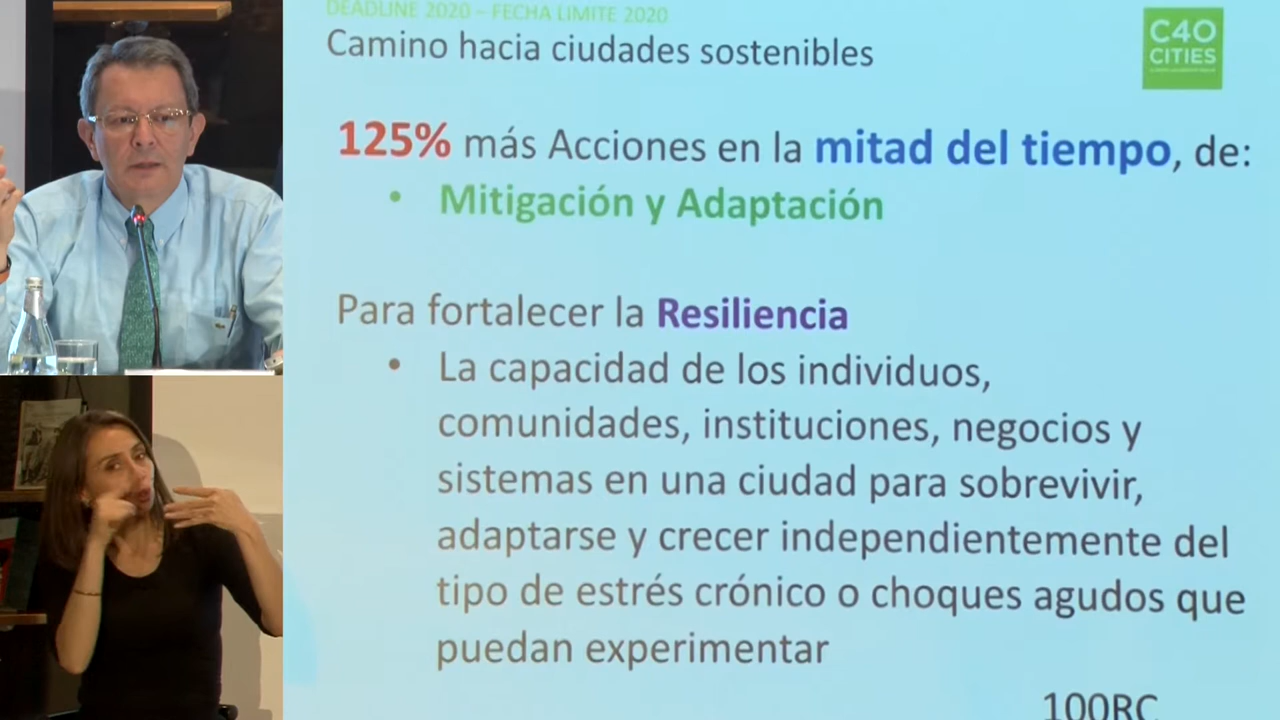 DEADLINE 2020 – FECHA LIMITE 2020
Camino hacia ciudades sostenibles
C40
CITIES
125% más Acciones en la mitad del tiempo, de:
• Mitigación y Adaptación
Para fortalecer la Resiliencia
• La capacidad de los individuos,
comunidades, instituciones, negocios y
sistemas en una ciudad para sobrevivir,
adaptarse y crecer independientemente del
tipo de estrés crónico o choques agudos que
puedan experimentar
100RC